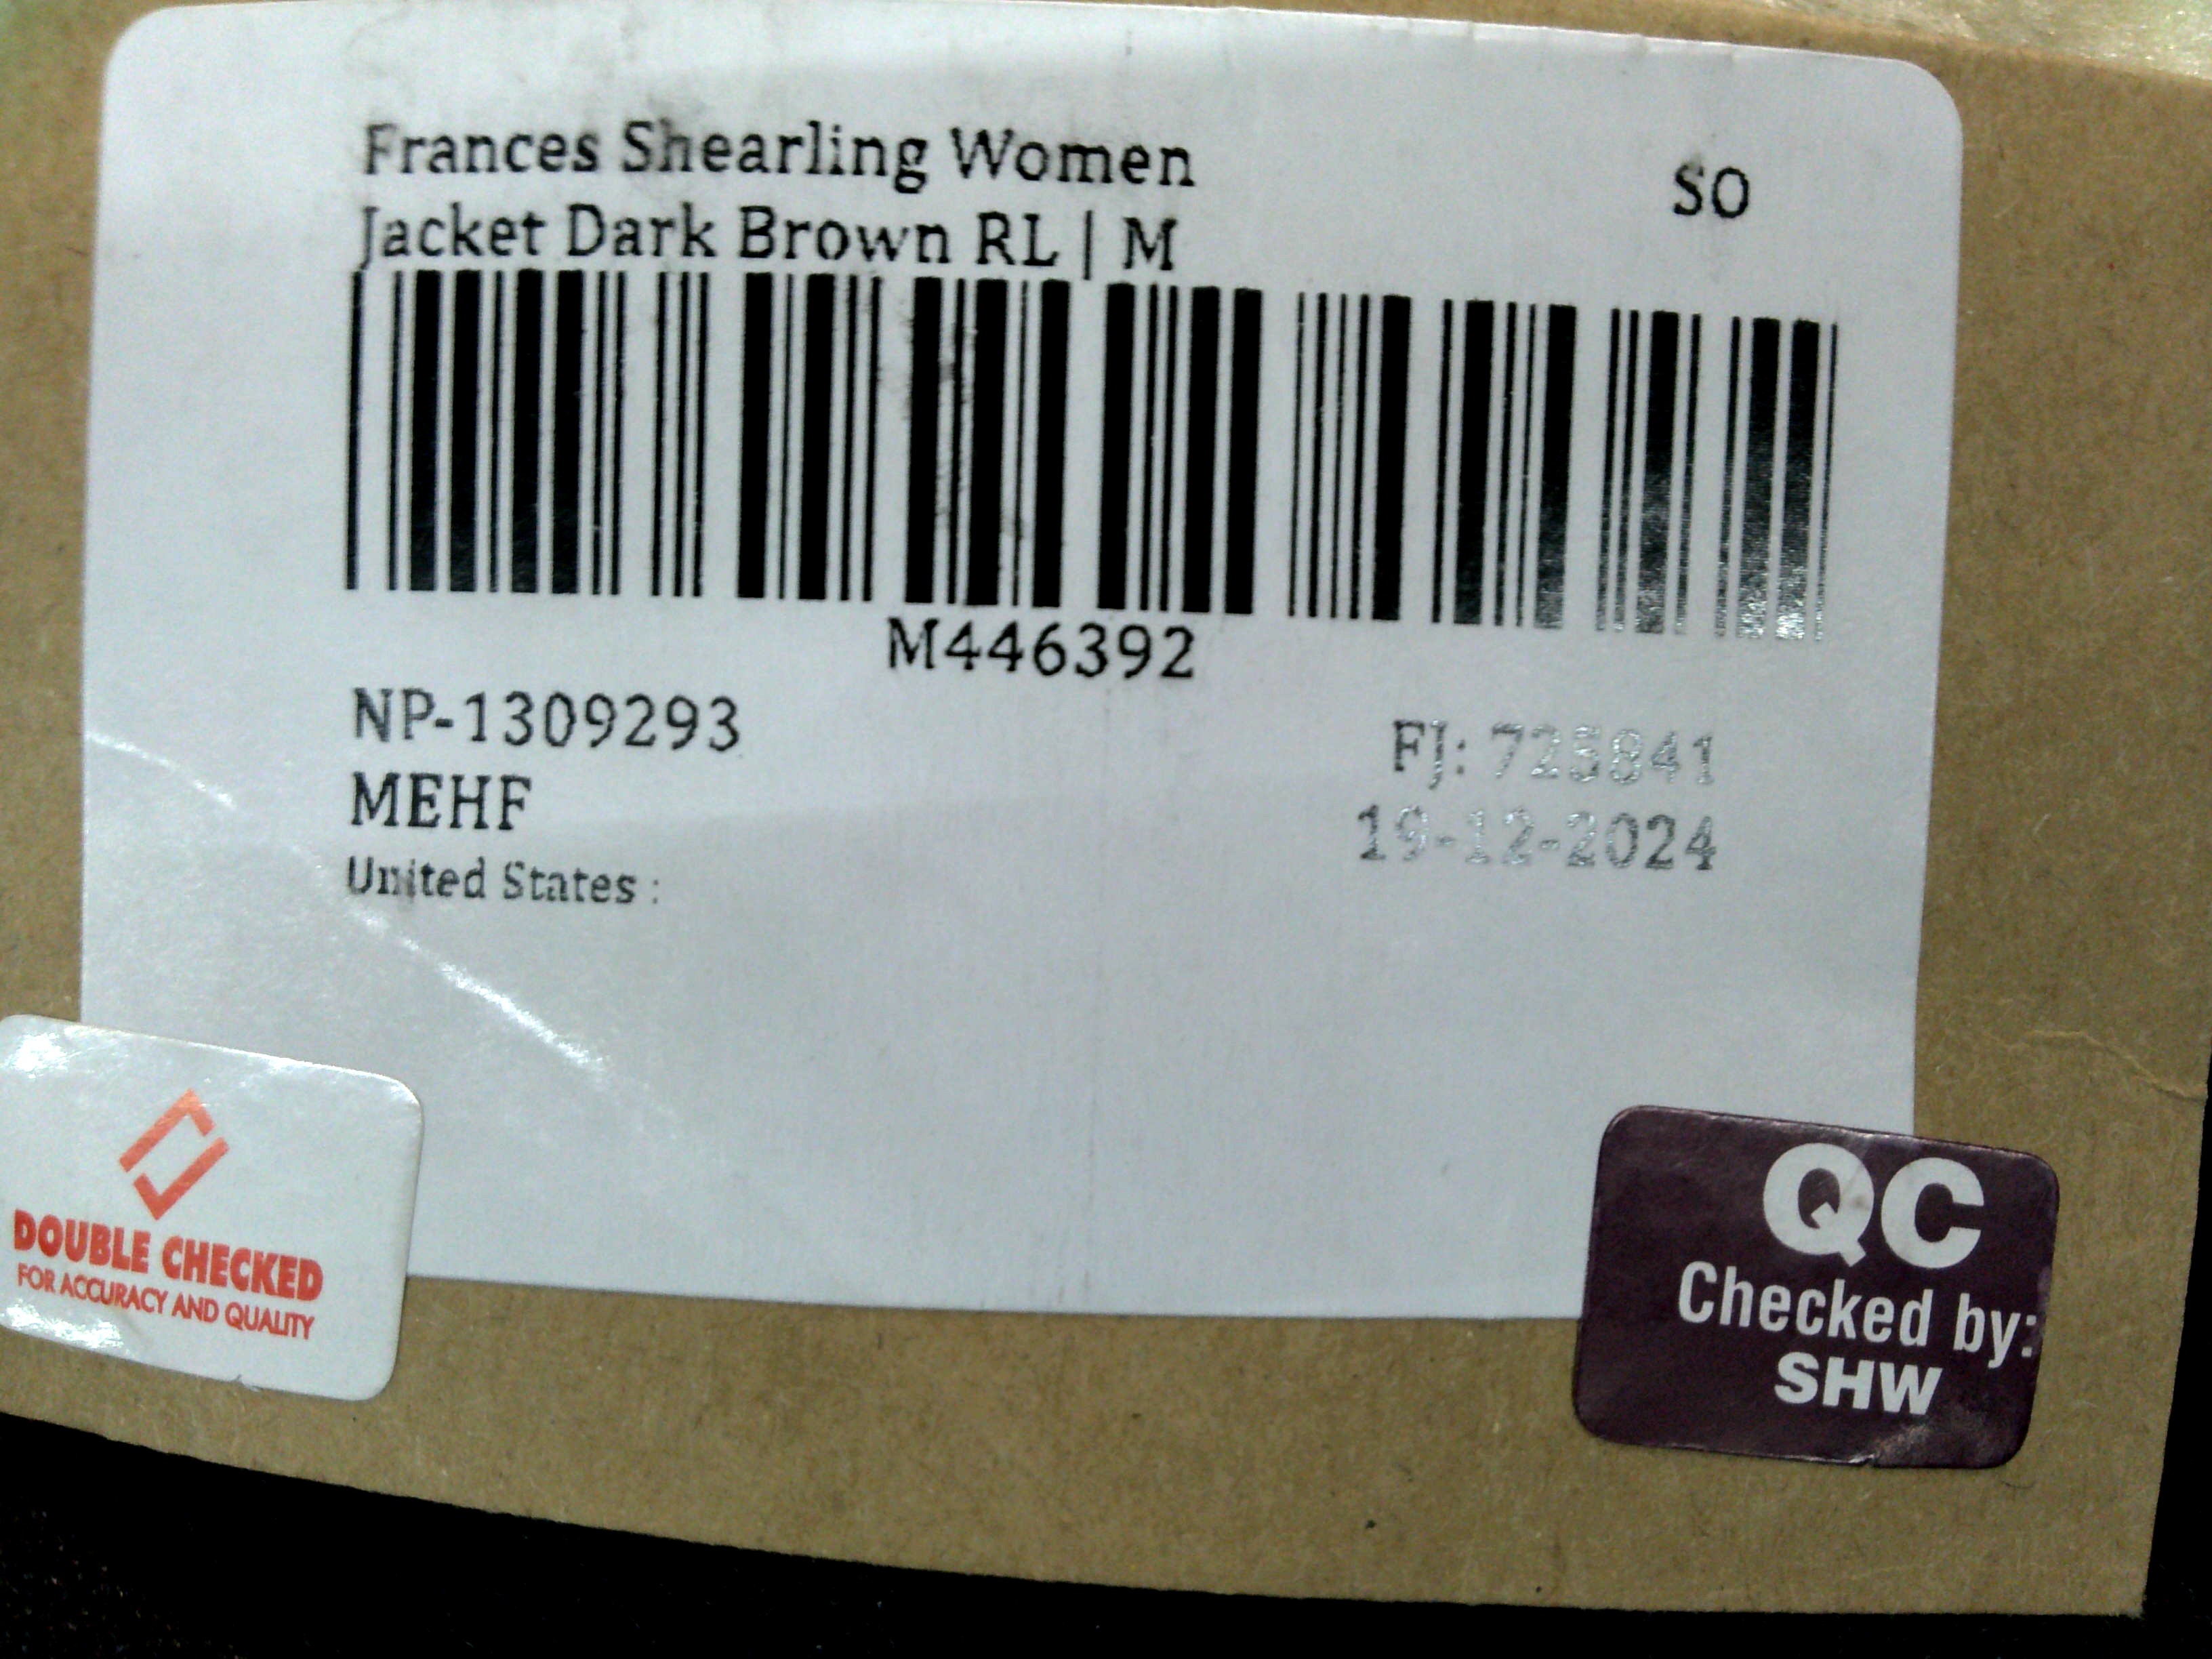 Frances Shearling Women
Jacket Dark Brown RL | M
SO
M446392
NP-1309293
MEHF
United States :
FJ: 723841
19-12-2024
DOUBLE CHECKED
FOR ACCURACY AND QUALITY
QC
Checked by:
SHW